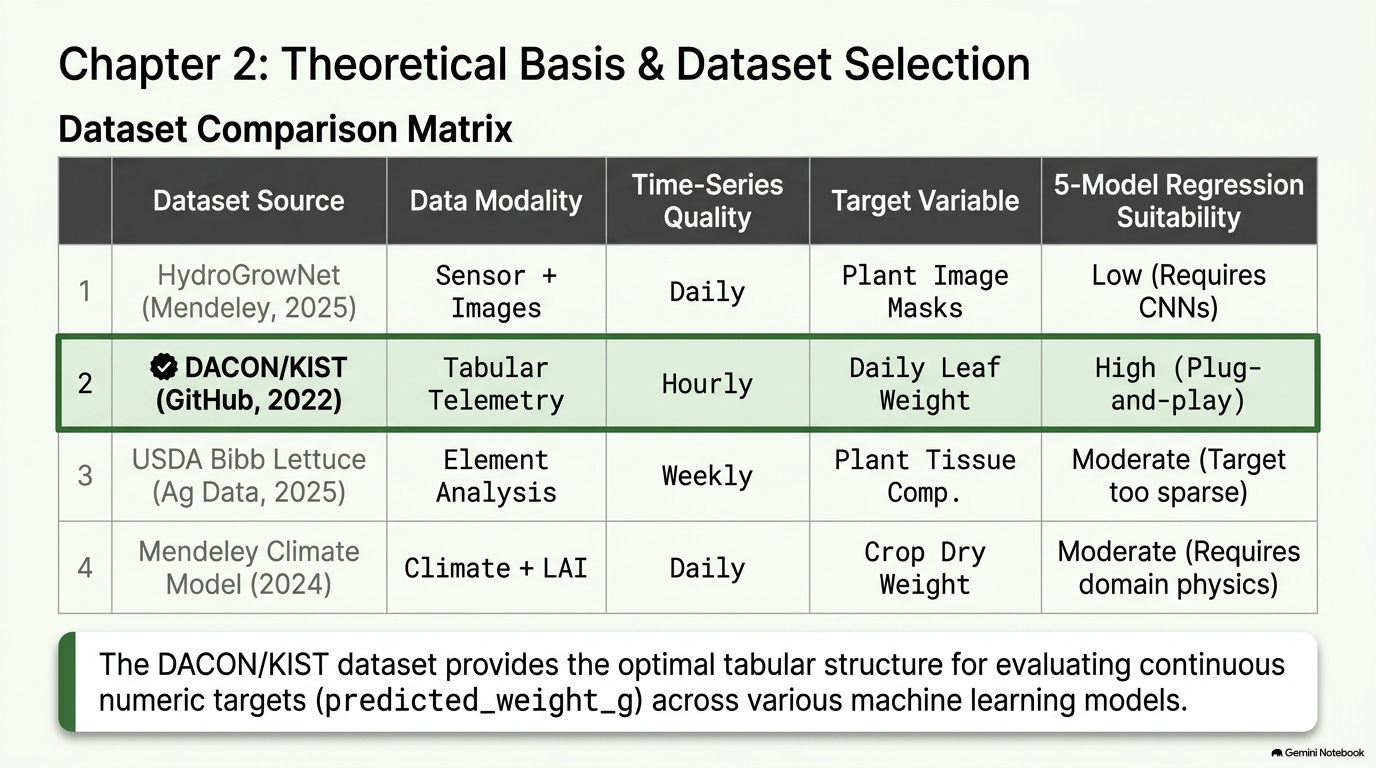 Chapter 2: Theoretical Basis & Dataset Selection
Dataset Comparison Matrix
Dataset Source
Data Modality
Time-Series
Quality
Target Variable
5-Model Regression
Suitability
1
HydroGrowNet
(Mendeley, 2025)
Sensor +
Images
Daily
Plant Image
Masks
Low (Requires
CNNs)
2
DACON/KIST
(GitHub, 2022)
Tabular
Telemetry
Hourly
Daily Leaf
Weight
High (Plug-
and-play)
3
USDA Bibb Lettuce
(Ag Data, 2025)
Element
Analysis
Weekly
Plant Tissue
Comp.
Moderate (Target
too sparse)
4
Mendeley Climate
Model (2024)
Climate + LAI
Daily
Crop Dry
Weight
Moderate (Requires
domain physics)
The DACON/KIST dataset provides the optimal tabular structure for evaluating continuous
numeric targets (predicted_weight_g) across various machine learning models.
Gemini Notebook